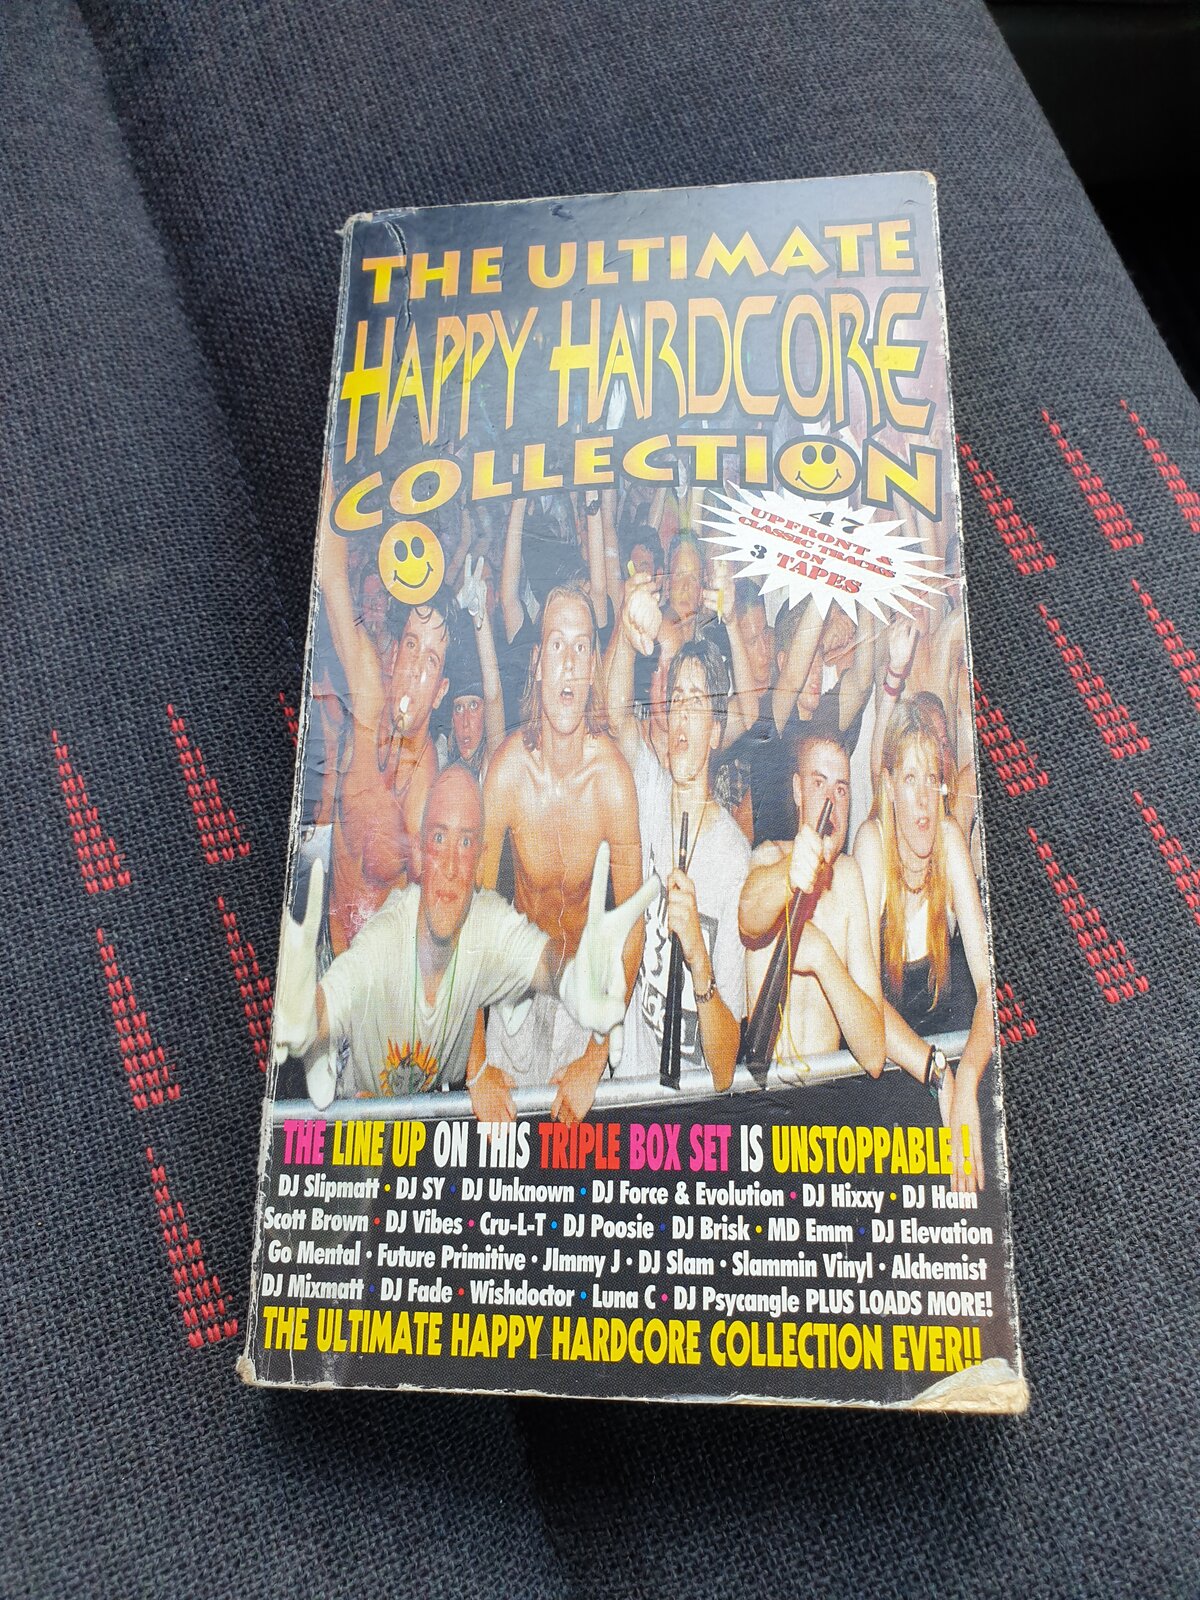 THE ULTIMATE
HAPPY HARDCORE
COLLECTION
47
UPFRONT &
CLASSIC TRACKS
ON
3 TAPES
THE LINE UP ON THIS TRIPLE BOX SET IS UNSTOPPABLE !
DJ Slipmatt • DJ SY • DJ Unknown • DJ Force & Evolution • DJ Hixxy • DJ Ham
Scott Brown • DJ Vibes • Cru-L-T • DJ Poosie • DJ Brisk • MD Emm • DJ Elevation
Go Mental • Future Primitive • JImmy J • DJ Slam • Slammin Vinyl • Alchemist
DJ Mixmatt • DJ Fade • Wishdoctor • Luna C • DJ Psycangle PLUS LOADS MORE!
THE ULTIMATE HAPPY HARDCORE COLLECTION EVER!!